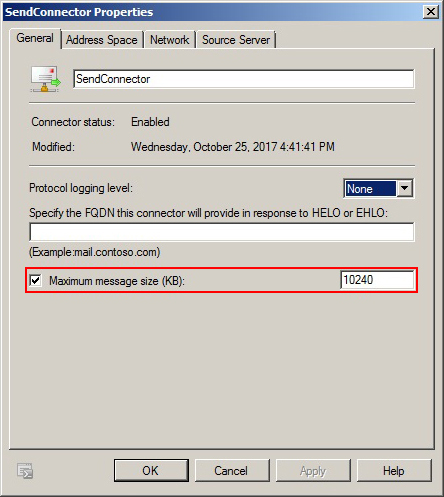 SendConnector Properties
General
Address Space
Network
Source Server
SendConnector
Connector status: Enabled
Modified: Wednesday, October 25, 2017 4:41:41 PM
Protocol logging level: None
Specify the FQDN this connector will provide in response to HELO or EHLO:
(Example:mail.contoso.com)
Maximum message size (KB): 10240
OK
Cancel
Apply
Help